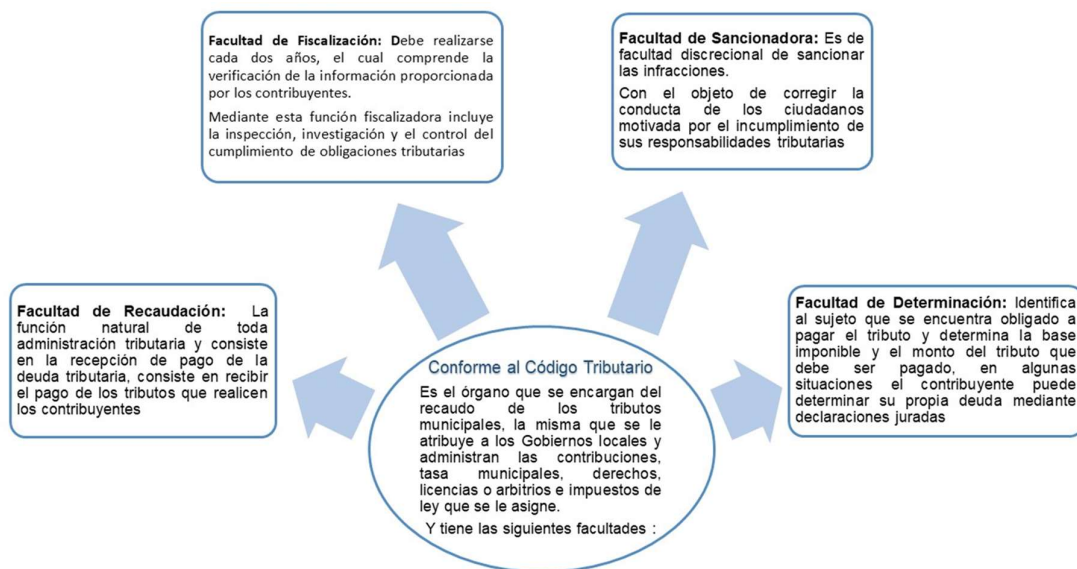 Facultad de Fiscalización: Debe realizarse
cada dos años, el cual comprende la
verificación de la información proporcionada
por los contribuyentes.
Mediante esta función fiscalizadora incluye
la inspección, investigación y el control del
cumplimiento de obligaciones tributarias
Facultad de Sancionadora: Es de
facultad discrecional de sancionar
las infracciones.
Con el objeto de corregir la
conducta de los ciudadanos
motivada por el incumplimiento de
sus responsabilidades tributarias
Facultad de Recaudación: La
función natural de toda
administración tributaria y consiste
en la recepción de pago de la
deuda tributaria, consiste en recibir
el pago de los tributos que realicen
los contribuyentes
Facultad de Determinación: Identifica
al sujeto que se encuentra obligado a
pagar el tributo y determina la base
imponible y el monto del tributo que
debe ser pagado, en algunas
situaciones el contribuyente puede
determinar su propia deuda mediante
declaraciones juradas
Conforme al Código Tributario
Es el órgano que se encargan del
recaudo de los tributos
municipales, la misma que se le
atribuye a los Gobiernos locales y
administran las contribuciones,
tasa municipales, derechos,
licencias o arbitrios e impuestos de
ley que se le asigne.
Y tiene las siguientes facultades :